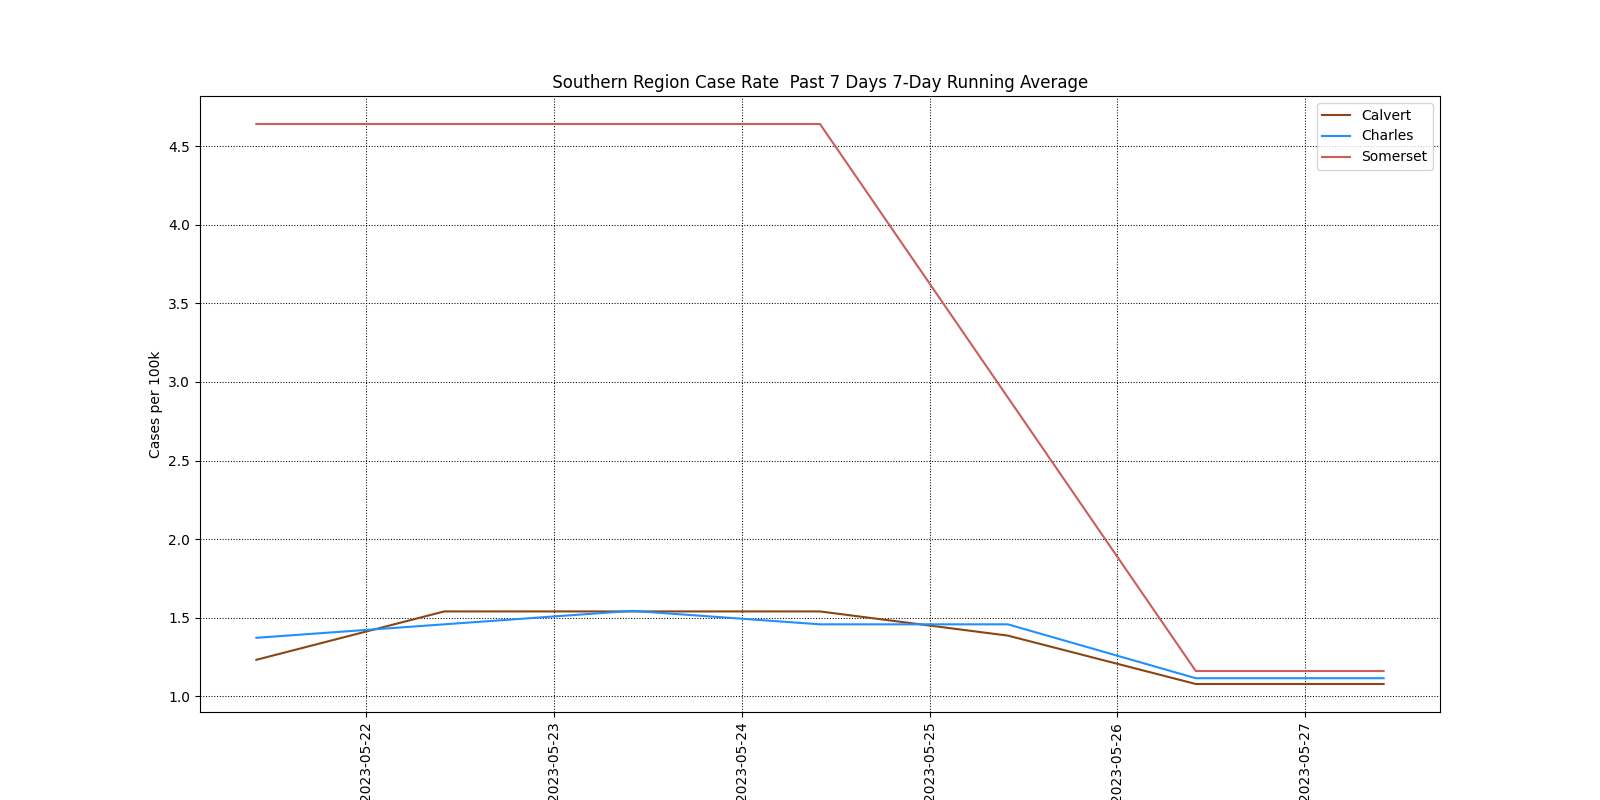 Southern Region Case Rate  Past 7 Days 7-Day Running Average
Calvert
Charles
Somerset
4.5
4.0
3.5
3.0
2.5
2.0
1.5
1.0
Cases per 100k
2023-05-22
2023-05-23
2023-05-24
2023-05-25
2023-05-26
2023-05-27